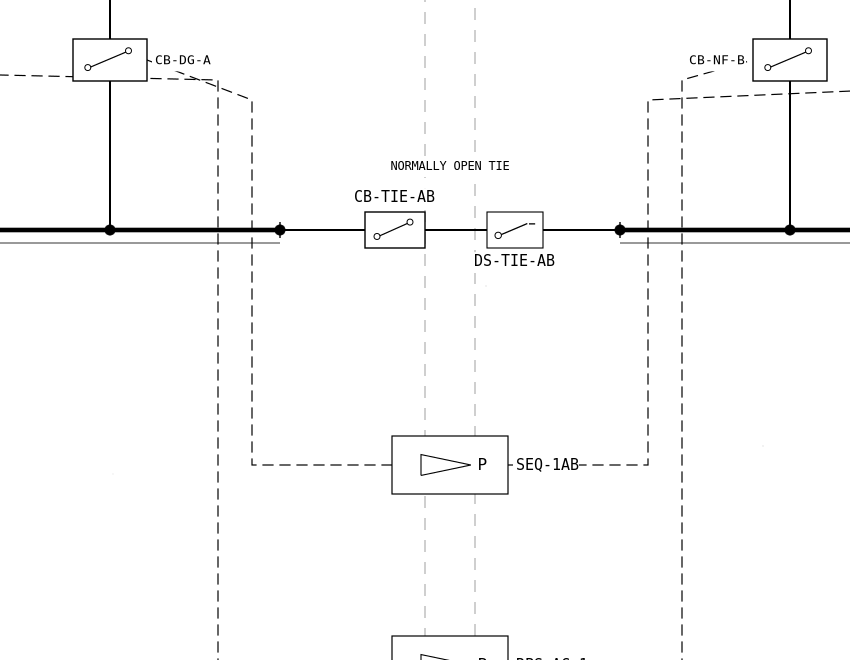 CB-DG-A
CB-NF-B
NORMALLY OPEN TIE
CB-TIE-AB
DS-TIE-AB
P
SEQ-1AB